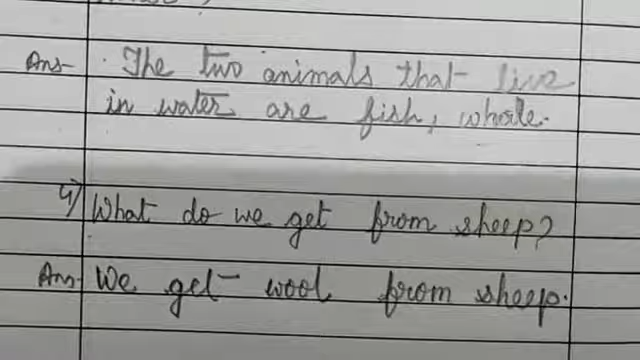 Ans- The two animals that live
in water are fish, whale.
4) What do we get from sheep?
Ans- We get wool from sheep.